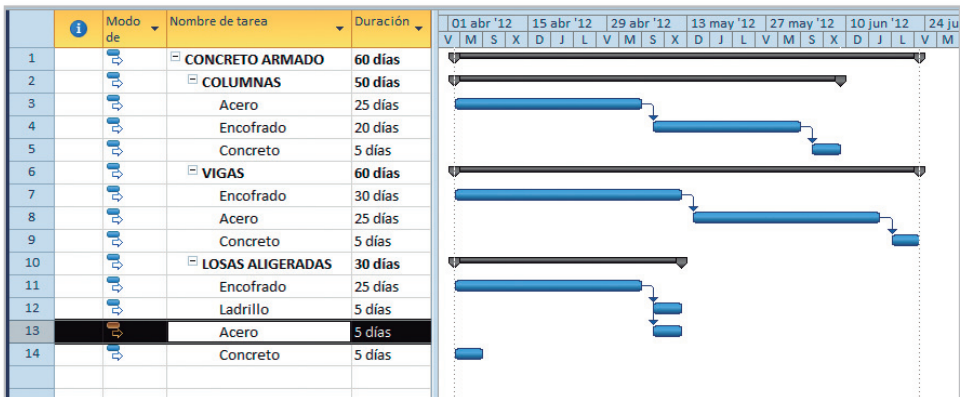 Modo de Nombre de tarea Duración
01 abr '12 15 abr '12 29 abr '12 13 may '12 27 may '12 10 jun '12 24 ju
V M S X D J L V M S X D J L V M S X D J L V M
1 CONCRETO ARMADO 60 días
2 COLUMNAS 50 días
3 Acero 25 días
4 Encofrado 20 días
5 Concreto 5 días
6 VIGAS 60 días
7 Encofrado 30 días
8 Acero 25 días
9 Concreto 5 días
10 LOSAS ALIGERADAS 30 días
11 Encofrado 25 días
12 Ladrillo 5 días
13 Acero 5 días
14 Concreto 5 días